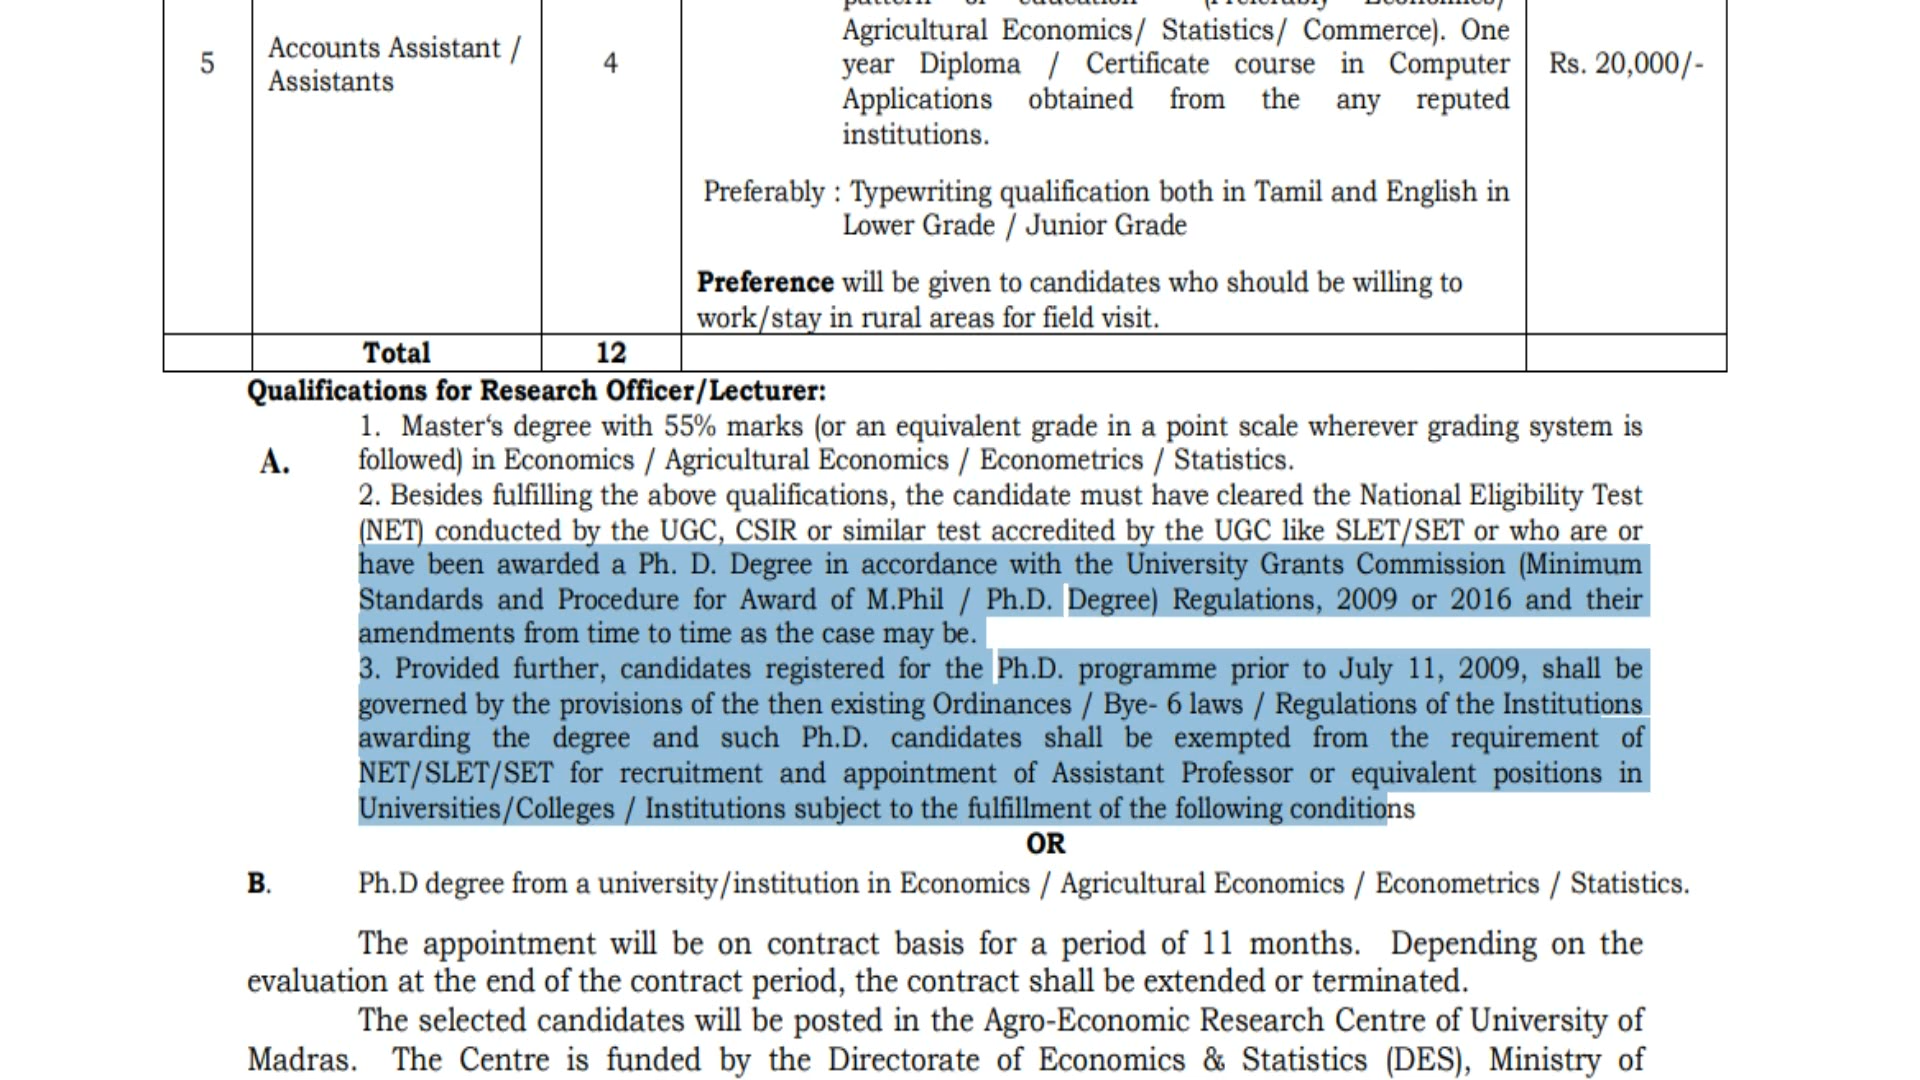 pattern of education (Preferably Economics/
Agricultural Economics/ Statistics/ Commerce). One
5
Accounts Assistant /
Assistants
4
year Diploma / Certificate course in Computer
Rs. 20,000/-
Applications obtained from the any reputed
institutions.
Preferably : Typewriting qualification both in Tamil and English in
Lower Grade / Junior Grade
Preference will be given to candidates who should be willing to
work/stay in rural areas for field visit.
Total 12
Qualifications for Research Officer/Lecturer:
1. Master‘s degree with 55% marks (or an equivalent grade in a point scale wherever grading system is
A. followed) in Economics / Agricultural Economics / Econometrics / Statistics.
2. Besides fulfilling the above qualifications, the candidate must have cleared the National Eligibility Test
(NET) conducted by the UGC, CSIR or similar test accredited by the UGC like SLET/SET or who are or
have been awarded a Ph. D. Degree in accordance with the University Grants Commission (Minimum
Standards and Procedure for Award of M.Phil / Ph.D. Degree) Regulations, 2009 or 2016 and their
amendments from time to time as the case may be.
3. Provided further, candidates registered for the Ph.D. programme prior to July 11, 2009, shall be
governed by the provisions of the then existing Ordinances / Bye- 6 laws / Regulations of the Institutions
awarding the degree and such Ph.D. candidates shall be exempted from the requirement of
NET/SLET/SET for recruitment and appointment of Assistant Professor or equivalent positions in
Universities/Colleges / Institutions subject to the fulfillment of the following conditions
OR
B. Ph.D degree from a university/institution in Economics / Agricultural Economics / Econometrics / Statistics.
The appointment will be on contract basis for a period of 11 months. Depending on the
evaluation at the end of the contract period, the contract shall be extended or terminated.
The selected candidates will be posted in the Agro-Economic Research Centre of University of
Madras. The Centre is funded by the Directorate of Economics & Statistics (DES), Ministry of